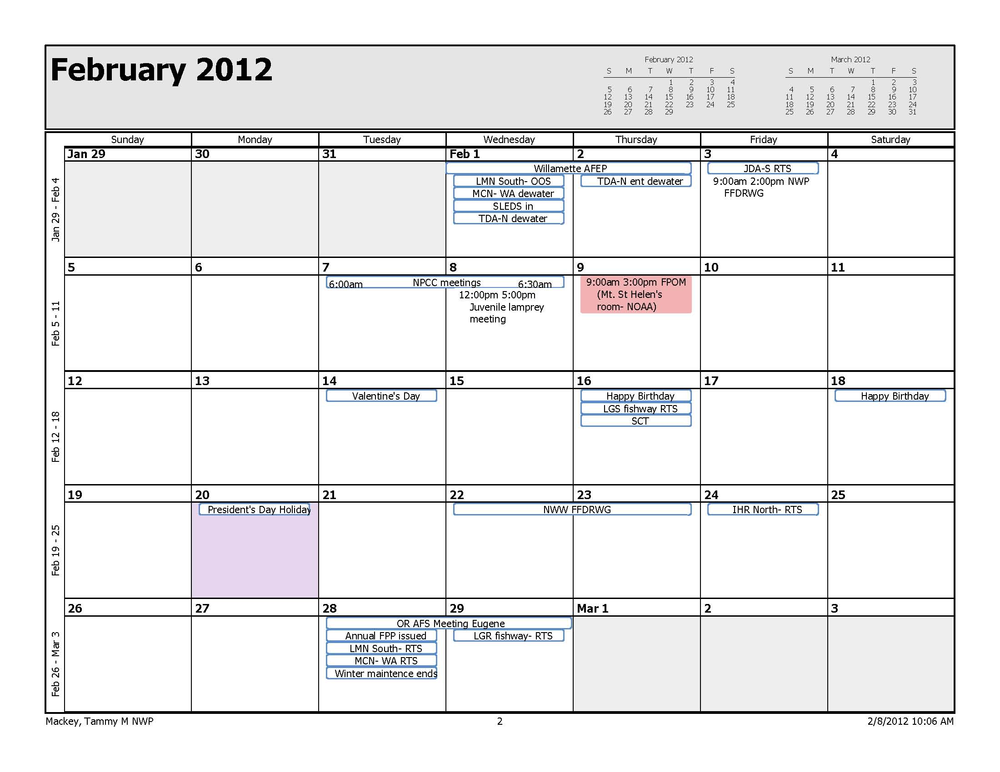 February 2012
February 2012
S M T W T F S
1 2 3 4
5 6 7 8 9 10 11
12 13 14 15 16 17 18
19 20 21 22 23 24 25
26 27 28 29
March 2012
S M T W T F S
1 2 3
4 5 6 7 8 9 10
11 12 13 14 15 16 17
18 19 20 21 22 23 24
25 26 27 28 29 30 31
Sunday Monday Tuesday Wednesday Thursday Friday Saturday
Jan 29 - Feb 4
Jan 29 30 31 Feb 1 2 3 4
Willamette AFEP
LMN South- OOS
MCN- WA dewater
SLEDS in
TDA-N dewater
TDA-N ent dewater
JDA-S RTS
9:00am 2:00pm NWP
FFDRWG
Feb 5 - 11
5 6 7 8 9 10 11
6:00am NPCC meetings 6:30am
12:00pm 5:00pm
Juvenile lamprey
meeting
9:00am 3:00pm FPOM
(Mt. St Helen's
room- NOAA)
Feb 12 - 18
12 13 14 15 16 17 18
Valentine's Day
Happy Birthday
LGS fishway RTS
SCT
Happy Birthday
Feb 19 - 25
19 20 21 22 23 24 25
President's Day Holiday
NWW FFDRWG
IHR North- RTS
Feb 26 - Mar 3
26 27 28 29 Mar 1 2 3
OR AFS Meeting Eugene
Annual FPP issued
LMN South- RTS
MCN- WA RTS
Winter maintence ends
LGR fishway- RTS
Mackey, Tammy M NWP 2 2/8/2012 10:06 AM